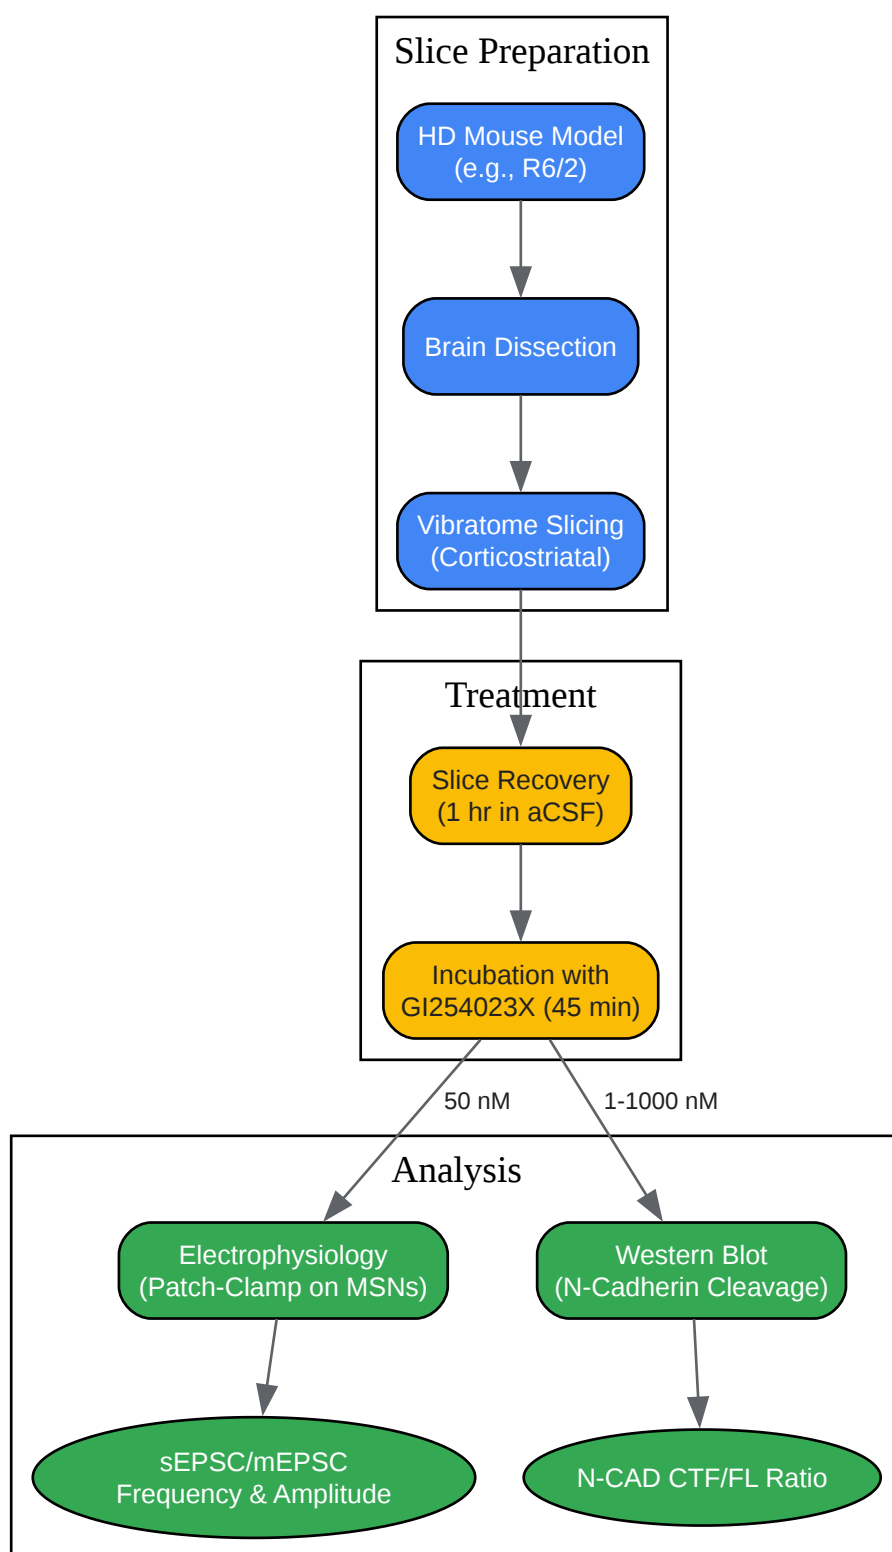 Slice Preparation
HD Mouse Model
(e.g., R6/2)
Brain Dissection
Vibratome Slicing
(Corticostriatal)
Treatment
Slice Recovery
(1 hr in aCSF)
Incubation with
GI254023X (45 min)
50 nM
1-1000 nM
Analysis
Electrophysiology
(Patch-Clamp on MSNs)
Western Blot
(N-Cadherin Cleavage)
sEPSC/mEPSC
Frequency & Amplitude
N-CAD CTF/FL Ratio